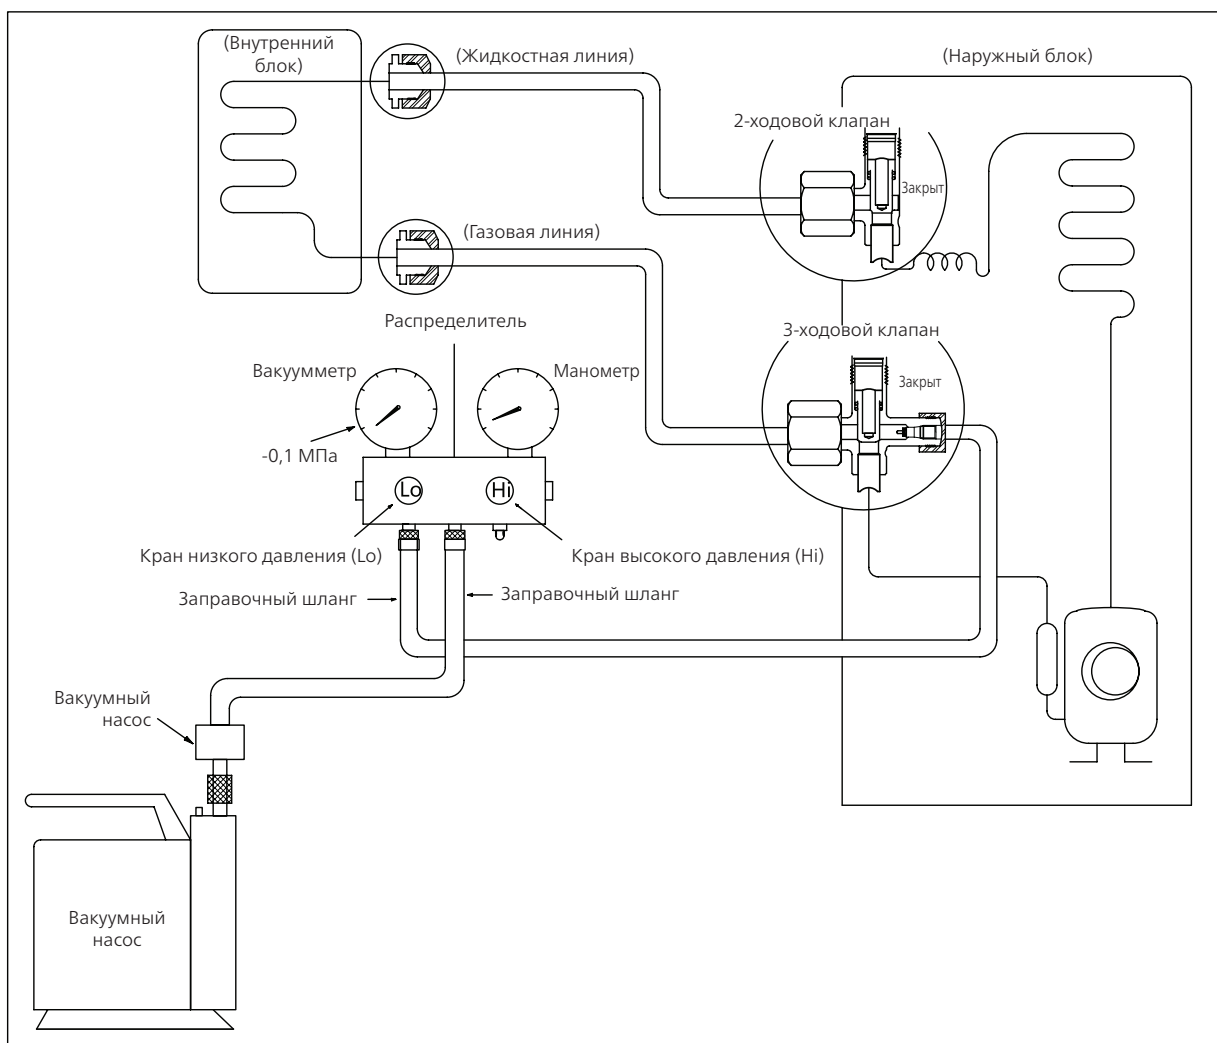 (Внутренний
блок)
(Жидкостная линия)
(Наружный блок)
2-ходовой клапан
Закрыт
(Газовая линия)
Распределитель
3-ходовой клапан
Вакуумметр
Манометр
Закрыт
-0,1 МПа
Lo
Hi
Кран низкого давления (Lo)
Кран высокого давления (Hi)
Заправочный шланг
Заправочный шланг
Вакуумный
насос
Вакуумный
насос